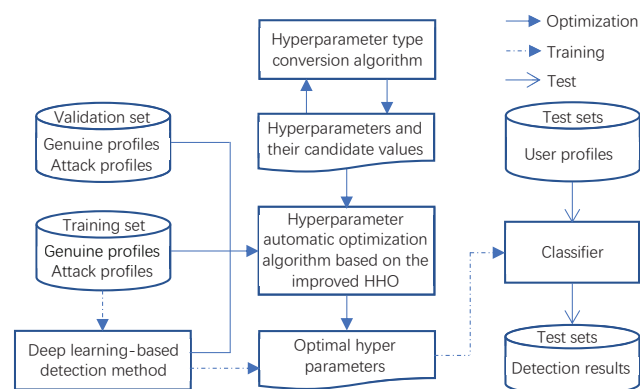 Hyperparameter type
conversion algorithm
Optimization
Training
Test
Validation set
Genuine profiles
Attack profiles
Hyperparameters and
their candidate values
Test sets
User profiles
Training set
Genuine profiles
Attack profiles
Hyperparameter
automatic optimization
algorithm based on the
improved HHO
Classifier
Deep learning-based
detection method
Optimal hyper
parameters
Test sets
Detection results